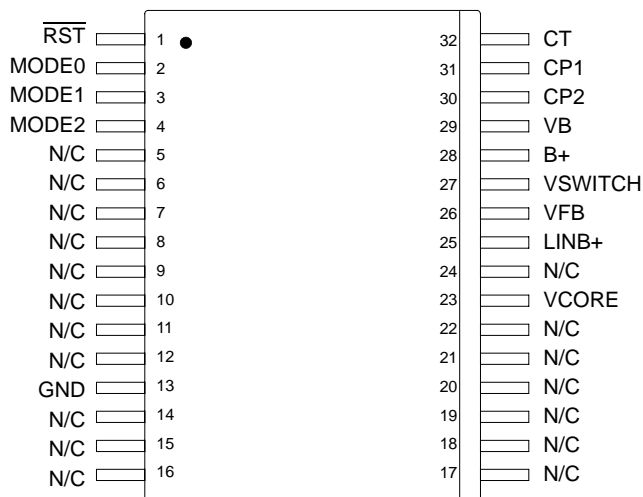 RST 1 32 CT
MODE0 2 31 CP1
MODE1 3 30 CP2
MODE2 4 29 VB
N/C 5 28 B+
N/C 6 27 VSWITCH
N/C 7 26 VFB
N/C 8 25 LINB+
N/C 9 24 N/C
N/C 10 23 VCORE
N/C 11 22 N/C
N/C 12 21 N/C
GND 13 20 N/C
N/C 14 19 N/C
N/C 15 18 N/C
N/C 16 17 N/C